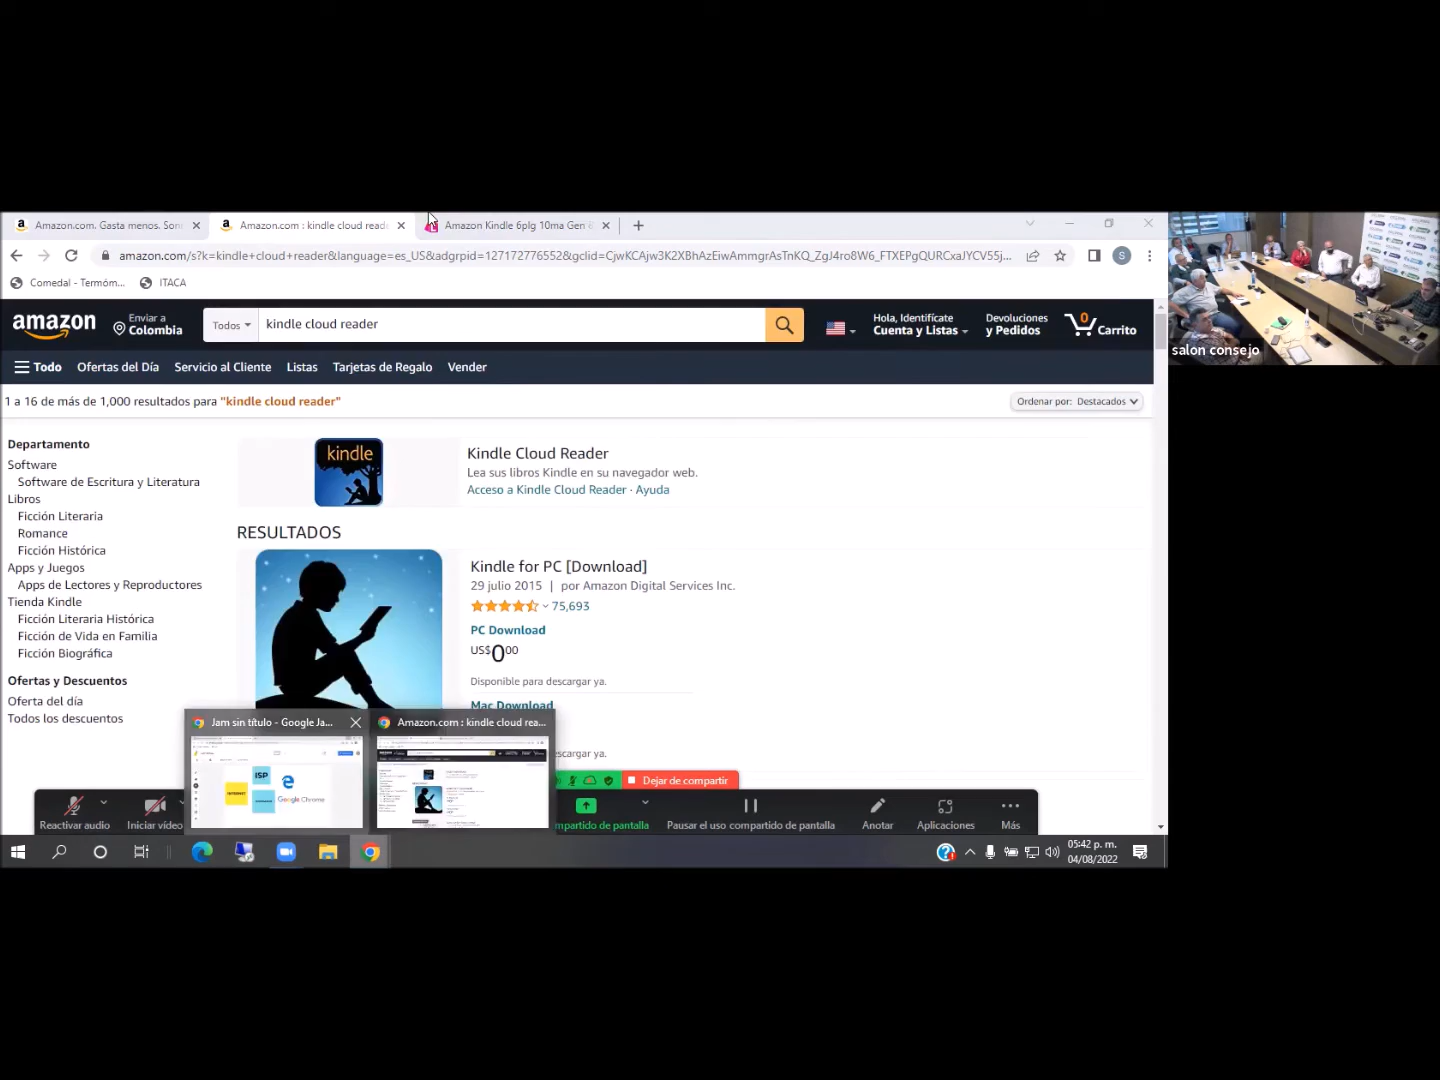 Amazon.com. Gasta menos. Son
Amazon.com : kindle cloud read
Amazon Kindle 6plg 10ma Gen 8
amazon.com/s?k=kindle+cloud+reader&language=es_US&adgrpid=127172776552&gclid=CjwKCAjw3K2XBhAzEiwAmmgrAsTnKQ_ZgJ4ro8W6_FTXEPgQURCxaJYCV55j...
S
Comedal - Termóm...
ITACA
amazon
Enviar a
Colombia
Todos
kindle cloud reader
Hola, Identifícate
Cuenta y Listas
Devoluciones
y Pedidos
0
Carrito
Todo
Ofertas del Día
Servicio al Cliente
Listas
Tarjetas de Regalo
Vender
1 a 16 de más de 1,000 resultados para "kindle cloud reader"
Ordenar por: Destacados
Departamento
Software
Software de Escritura y Literatura
Libros
Ficción Literaria
Romance
Ficción Histórica
Apps y Juegos
Apps de Lectores y Reproductores
Tienda Kindle
Ficción Literaria Histórica
Ficción de Vida en Familia
Ficción Biográfica
Ofertas y Descuentos
Oferta del día
Todos los descuentos
kindle
Kindle Cloud Reader
Lea sus libros Kindle en su navegador web.
Acceso a Kindle Cloud Reader · Ayuda
RESULTADOS
Kindle for PC [Download]
29 julio 2015 | por Amazon Digital Services Inc.
75,693
PC Download
US$0.00
Disponible para descargar ya.
Mac Download
scargar ya.
Jam sin título - Google Ja...
Amazon.com : kindle cloud rea...
ISP
Google Chrome
Dejar de compartir
Reactivar audio
Iniciar vídeo
mpartido de pantalla
Pausar el uso compartido de pantalla
Anotar
Aplicaciones
Más
05:42 p. m.
04/08/2022
salon consejo